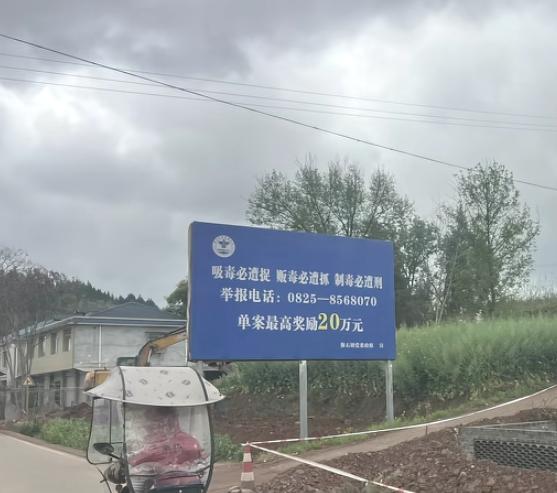 吸毒必遭捉 贩毒必遭抓 制毒必遭刑
举报电话：0825—8568070
单案最高奖励20万元